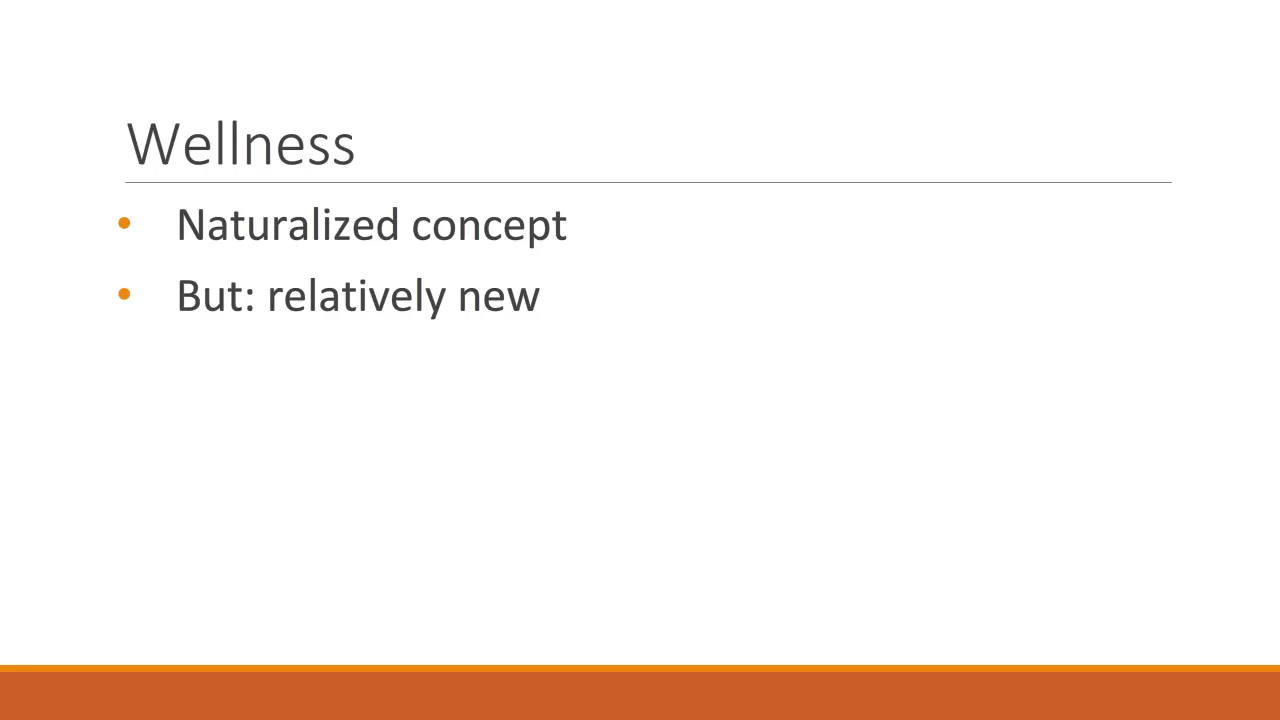 Wellness
• Naturalized concept
• But: relatively new